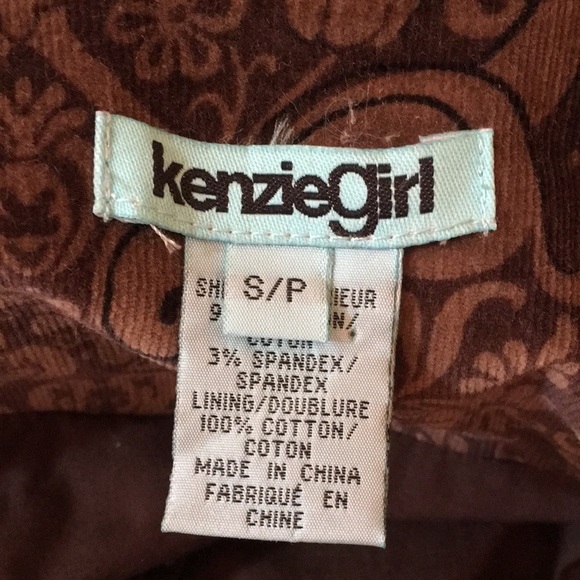 kenziegirl
S/P
COTON
3% SPANDEX/
SPANDEX
LINING/DOUBLURE
100% COTTON/
COTON
MADE IN CHINA
FABRIQUÉ EN
CHINE